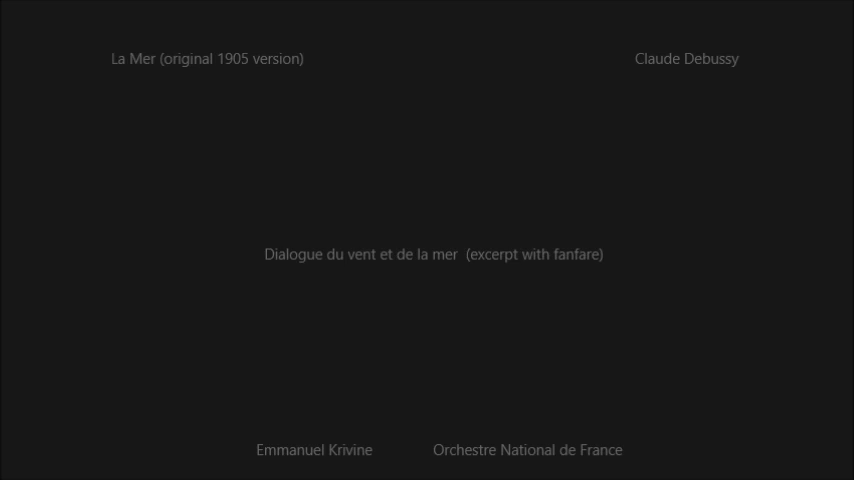 La Mer (original 1905 version) Claude Debussy
Dialogue du vent et de la mer (excerpt with fanfare)
Emmanuel Krivine Orchestre National de France